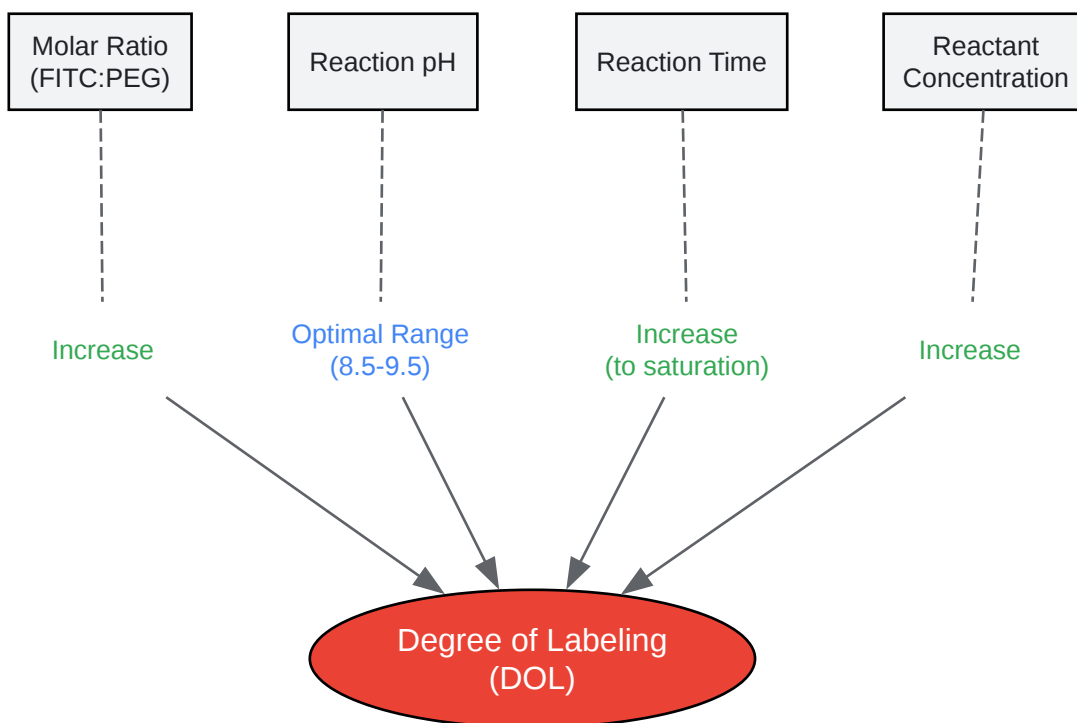 Molar Ratio
(FITC:PEG)
Reaction pH
Reaction Time
Reactant
Concentration
Increase
Optimal Range
(8.5-9.5)
Increase
(to saturation)
Increase
Degree of Labeling
(DOL)